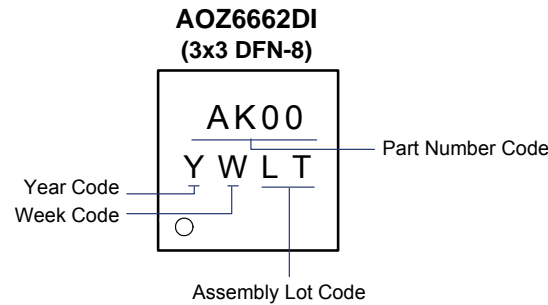 AOZ6662DI
(3x3 DFN-8)
AK00
Part Number Code
Y W L T
Year Code
Week Code
Assembly Lot Code